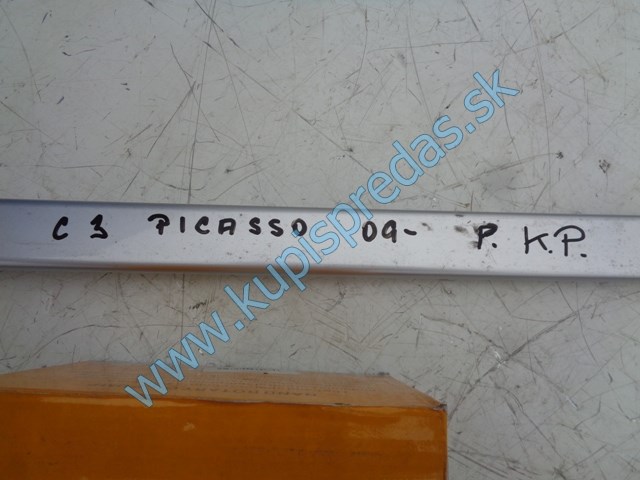 C 3 PICASSO 09- P. K.P.
www.kupispredas.sk